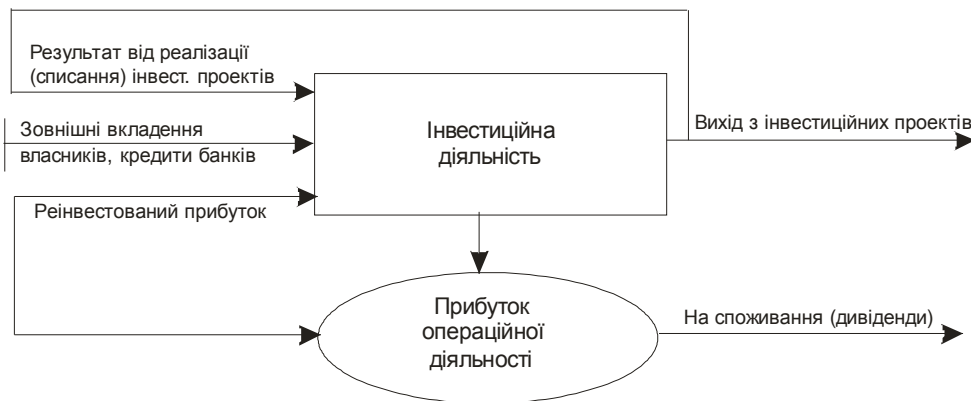 Результат від реалізації
(списання) інвест. проектів
Зовнішні вкладення
власників, кредити банків
Реінвестований прибуток
Інвестиційна
діяльність
Вихід з інвестиційних проектів
Прибуток
операційної
діяльності
На споживання (дивіденди)